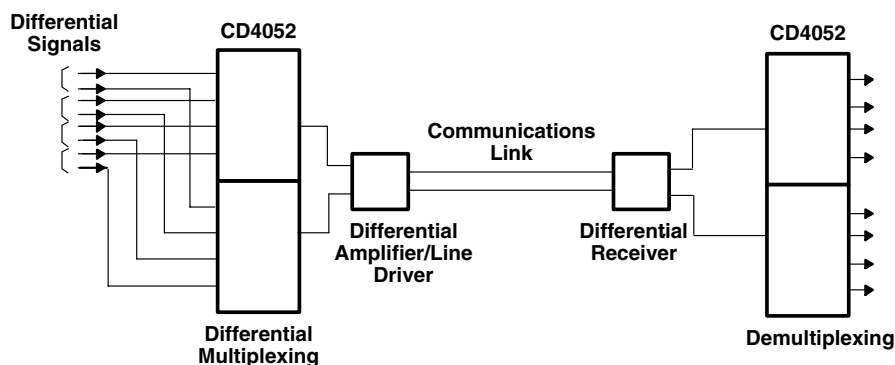 Differential
Signals
CD4052
CD4052
Communications
Link
Differential
Amplifier/Line
Driver
Differential
Receiver
Differential
Multiplexing
Demultiplexing